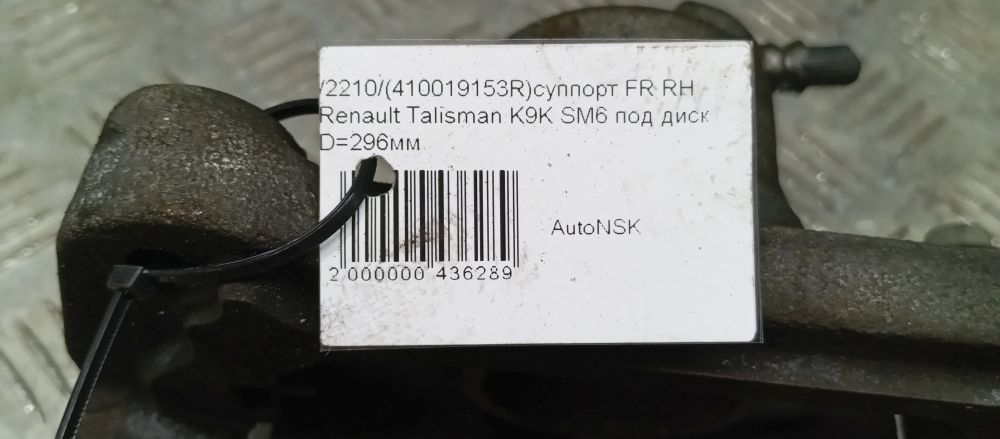 /2210/(410019153R)суппорт FR RH
Renault Talisman K9K SM6 под диск
D=296мм
AutoNSK
2 000000 436289